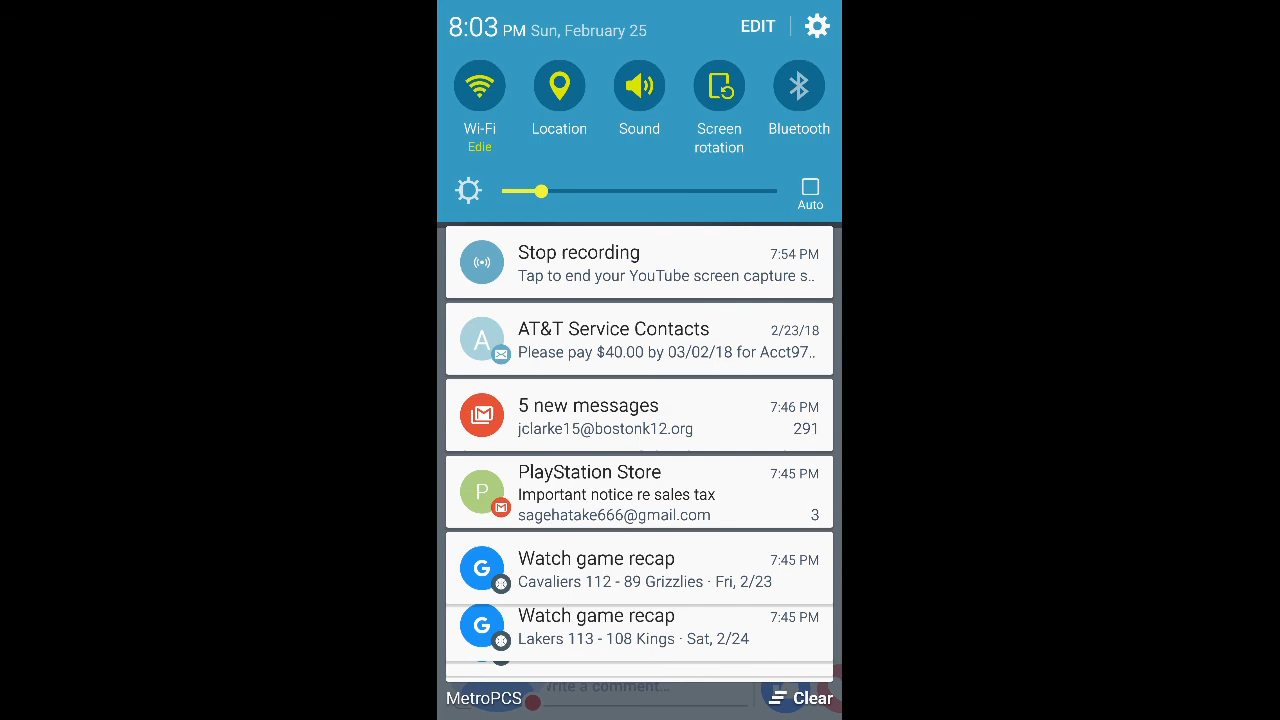 8:03 PM Sun, February 25 EDIT
Wi-Fi Location Sound Screen rotation Bluetooth
Edie
Auto
Stop recording 7:54 PM
Tap to end your YouTube screen capture s..
A AT&T Service Contacts 2/23/18
Please pay $40.00 by 03/02/18 for Acct97..
5 new messages 7:46 PM
jclarke15@bostonk12.org 291
P PlayStation Store 7:45 PM
Important notice re sales tax
sagehatake666@gmail.com 3
G Watch game recap 7:45 PM
Cavaliers 112 - 89 Grizzlies · Fri, 2/23
G Watch game recap 7:45 PM
Lakers 113 - 108 Kings · Sat, 2/24
Write a comment...
MetroPCS Clear